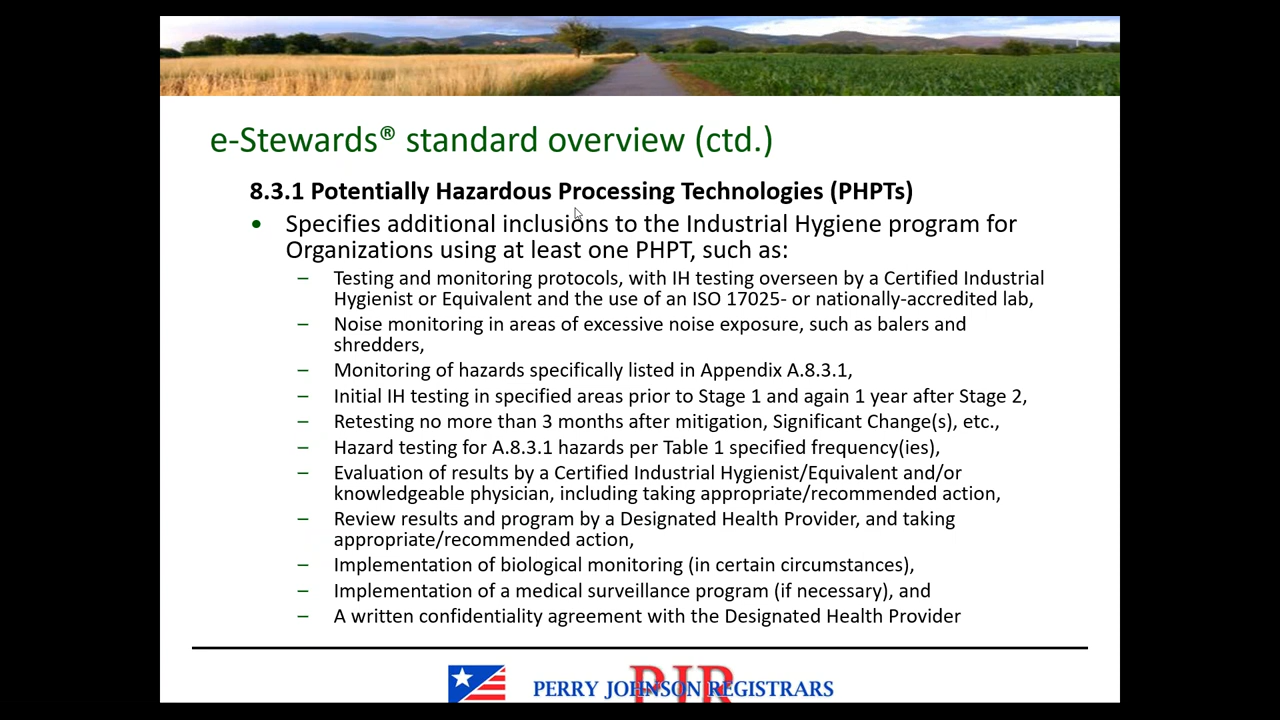 e-Stewards® standard overview (ctd.)
8.3.1 Potentially Hazardous Processing Technologies (PHPTs)
• Specifies additional inclusions to the Industrial Hygiene program for
Organizations using at least one PHPT, such as:
– Testing and monitoring protocols, with IH testing overseen by a Certified Industrial
Hygienist or Equivalent and the use of an ISO 17025- or nationally-accredited lab,
– Noise monitoring in areas of excessive noise exposure, such as balers and
shredders,
– Monitoring of hazards specifically listed in Appendix A.8.3.1,
– Initial IH testing in specified areas prior to Stage 1 and again 1 year after Stage 2,
– Retesting no more than 3 months after mitigation, Significant Change(s), etc.,
– Hazard testing for A.8.3.1 hazards per Table 1 specified frequency(ies),
– Evaluation of results by a Certified Industrial Hygienist/Equivalent and/or
knowledgeable physician, including taking appropriate/recommended action,
– Review results and program by a Designated Health Provider, and taking
appropriate/recommended action,
– Implementation of biological monitoring (in certain circumstances),
– Implementation of a medical surveillance program (if necessary), and
– A written confidentiality agreement with the Designated Health Provider
PJR
PERRY JOHNSON REGISTRARS